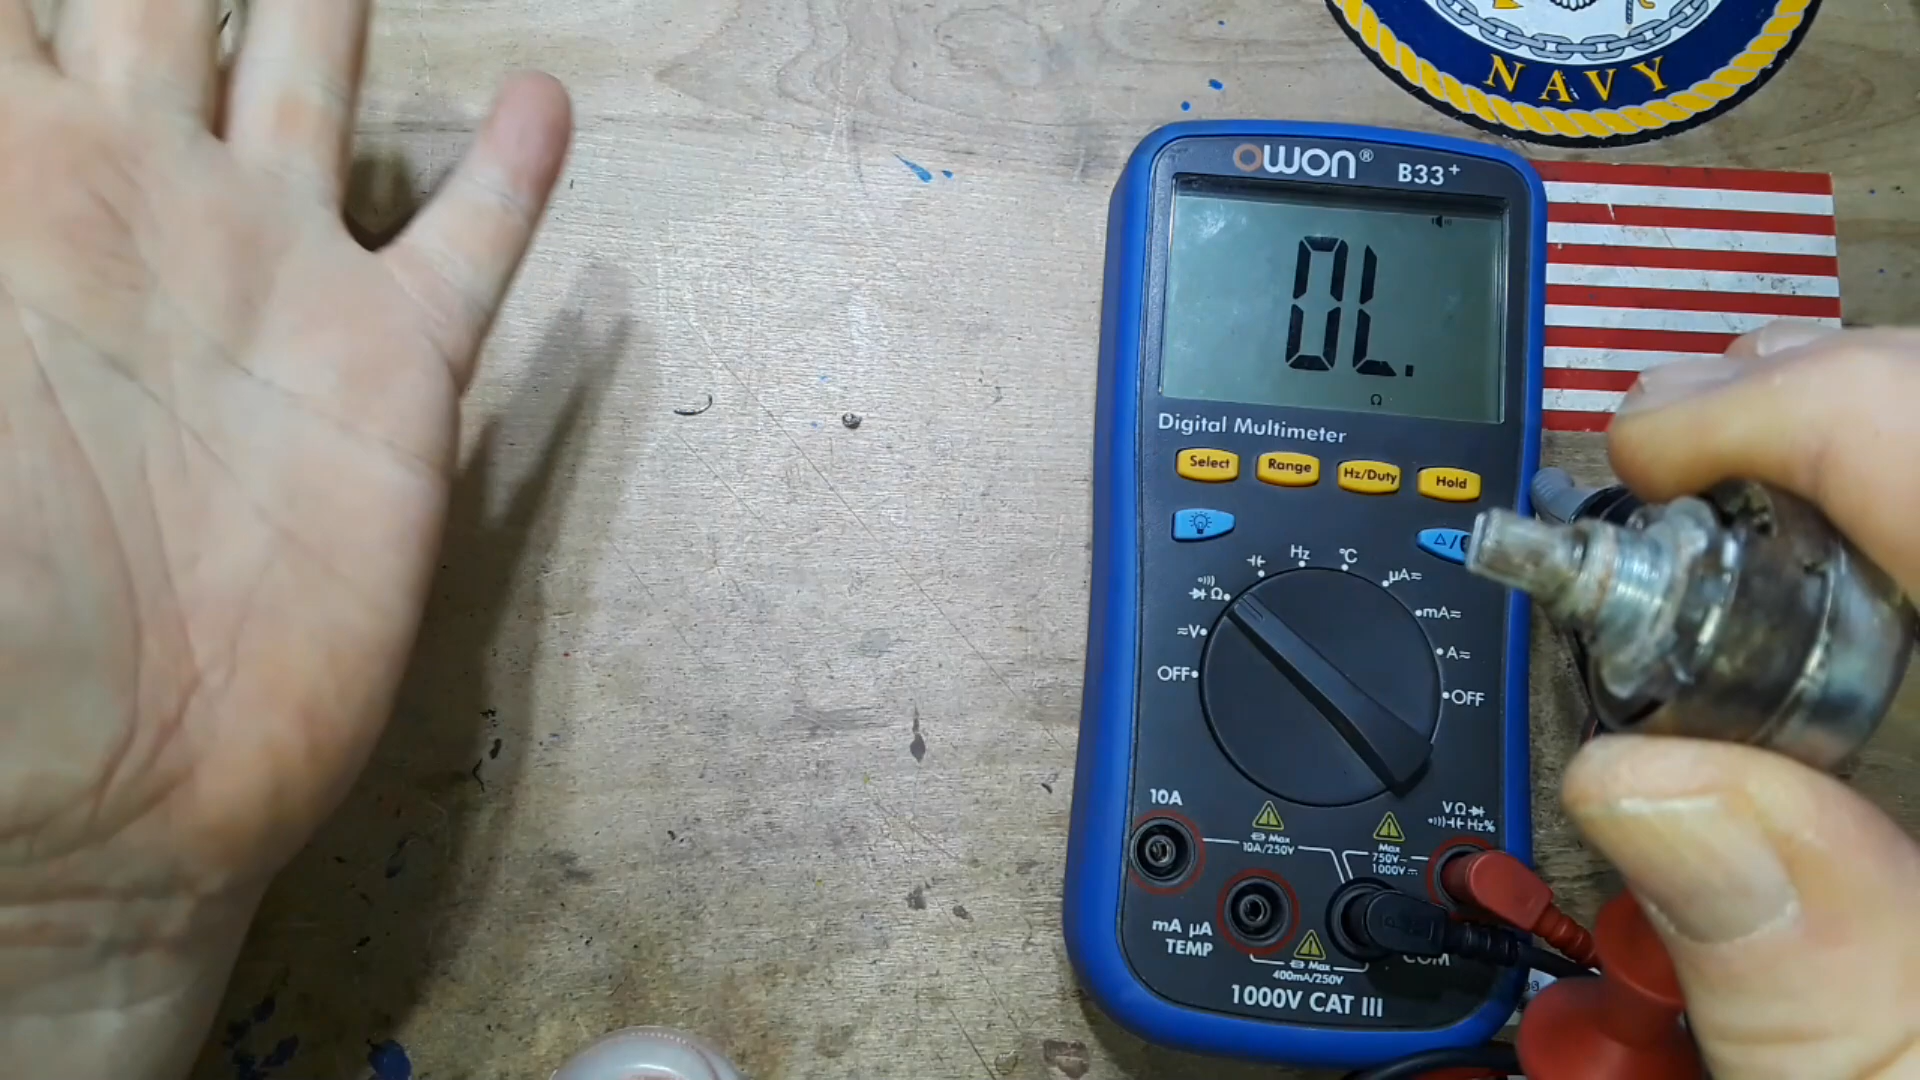 NAVY
OWON® B33+
OL.
Ω
Digital Multimeter
Select Range Hz/Duty Hold
Hz °C
Ω µA
mA
V
A
OFF OFF
10A
Max
10A/250V
Max
750V~
1000V
VΩ
Hz%
mA µA
TEMP
COM
Max
400mA/250V
1000V CAT III